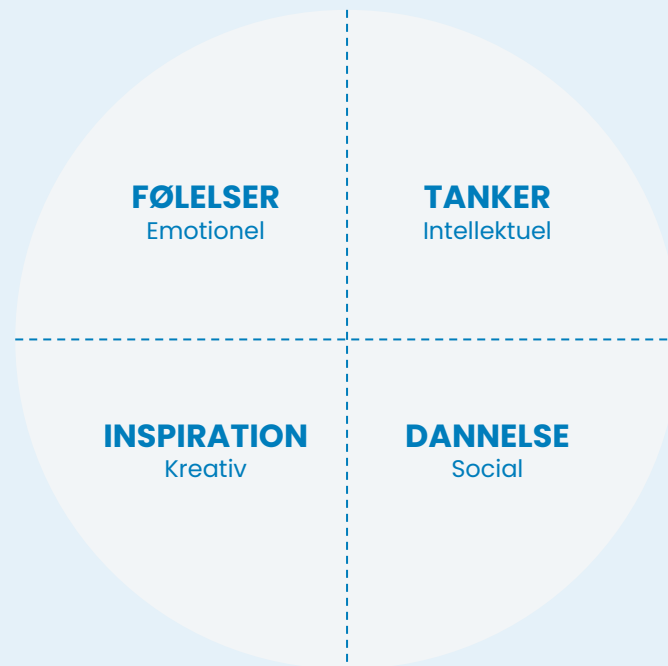 FØLELSER
Emotionel
TANKER
Intellektuel
INSPIRATION
Kreativ
DANNELSE
Social